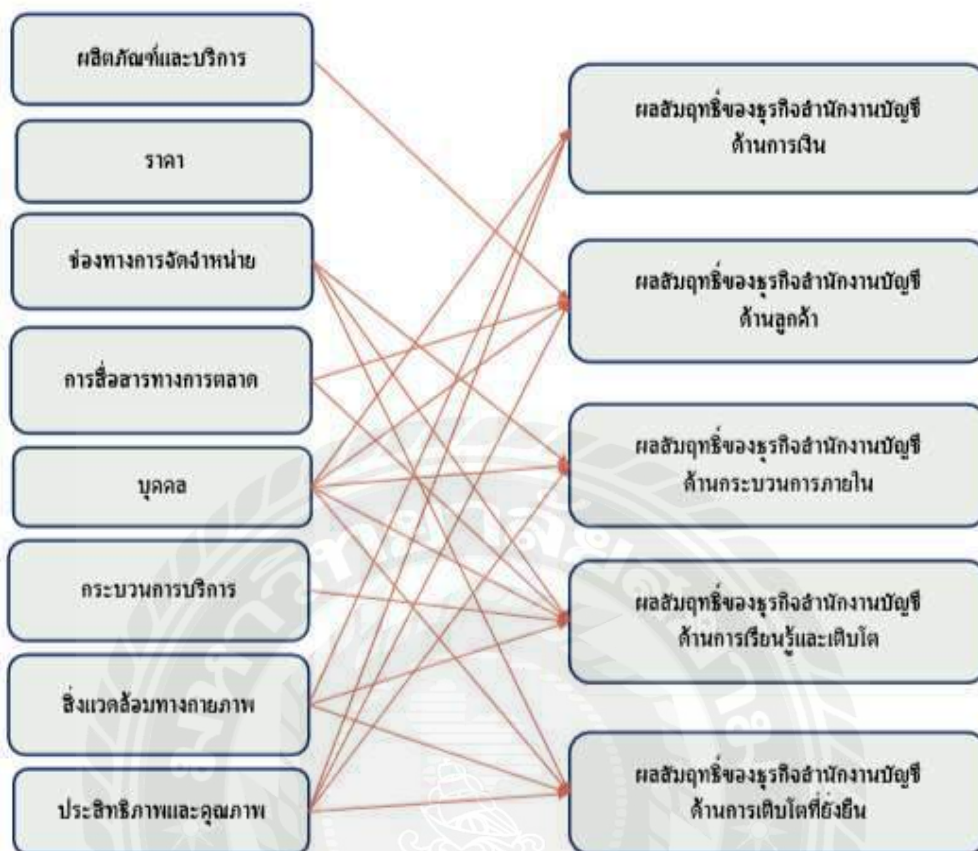 ผลิตภัณฑ์และบริการ
ราคา
ช่องทางการจัดจำหน่าย
การสื่อสารทางการตลาด
บุคคล
กระบวนการบริการ
สิ่งแวดล้อมทางกายภาพ
ประสิทธิภาพและคุณภาพ
ผลสัมฤทธิ์ของธุรกิจสำนักงานบัญชี
ด้านการเงิน
ผลสัมฤทธิ์ของธุรกิจสำนักงานบัญชี
ด้านลูกค้า
ผลสัมฤทธิ์ของธุรกิจสำนักงานบัญชี
ด้านกระบวนการภายใน
ผลสัมฤทธิ์ของธุรกิจสำนักงานบัญชี
ด้านการเรียนรู้และเติบโต
ผลสัมฤทธิ์ของธุรกิจสำนักงานบัญชี
ด้านการเติบโตที่ยั่งยืน